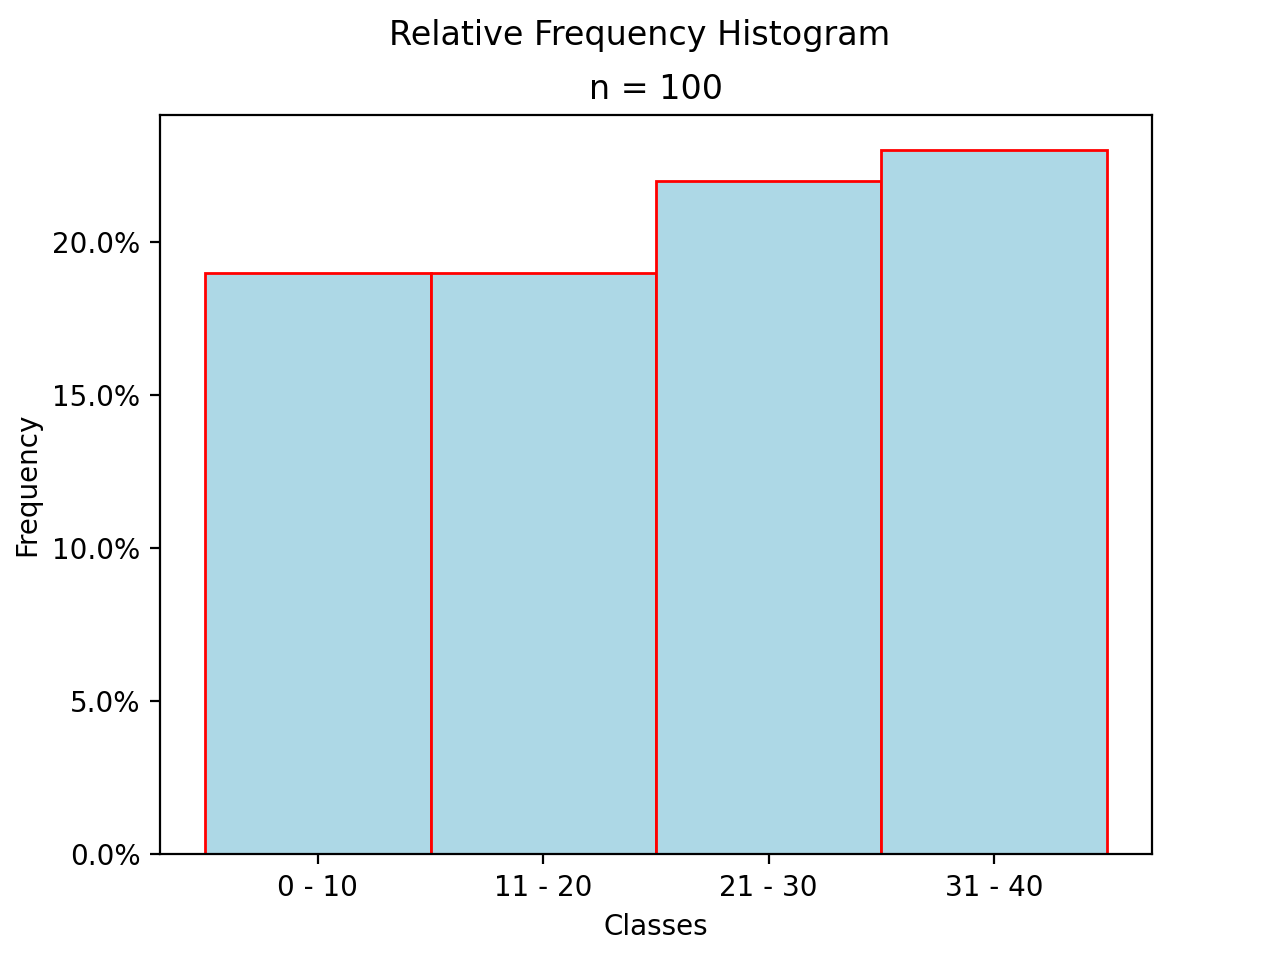 Relative Frequency Histogram
n = 100
20.0%
15.0%
10.0%
5.0%
0.0%
Frequency
0 - 10
11 - 20
21 - 30
31 - 40
Classes